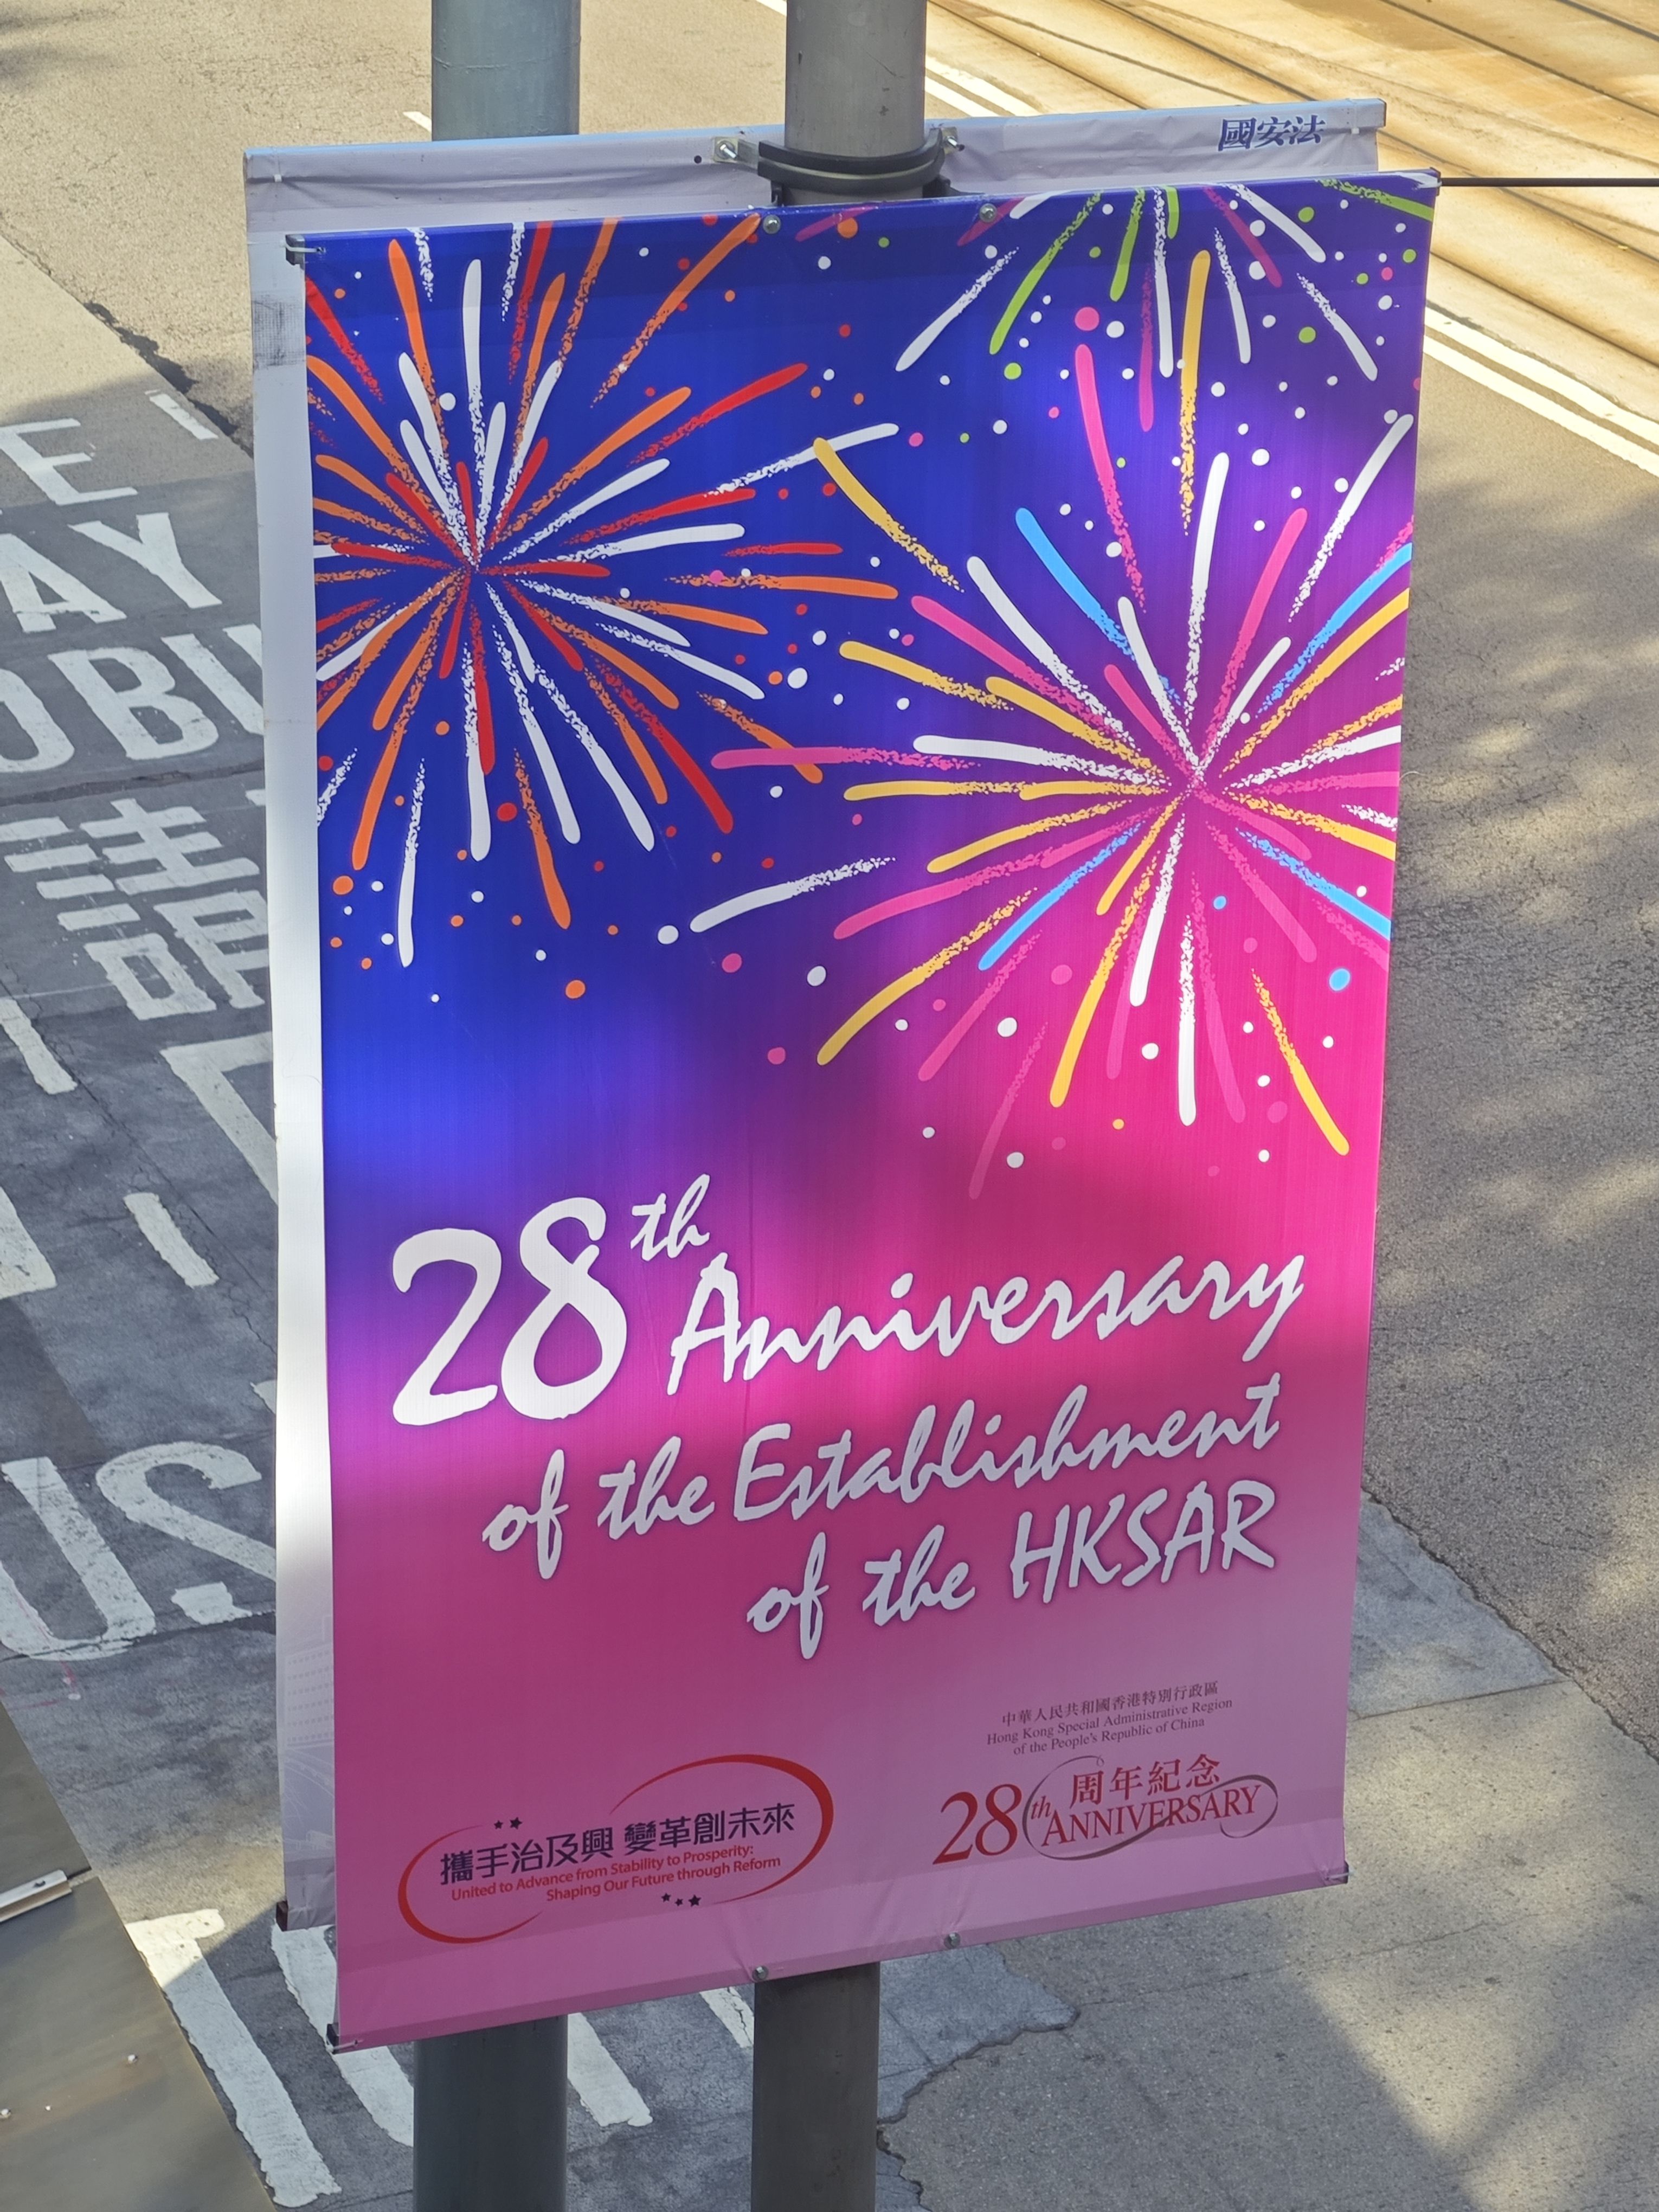 國安法
28th Anniversary
of the Establishment
of the HKSAR
中華人民共和國香港特別行政區
Hong Kong Special Administrative Region
of the People's Republic of China
28th 周年紀念
ANNIVERSARY
攜手治及興 變革創未來
United to Advance from Stability to Prosperity:
Shaping Our Future through Reform
AY
請